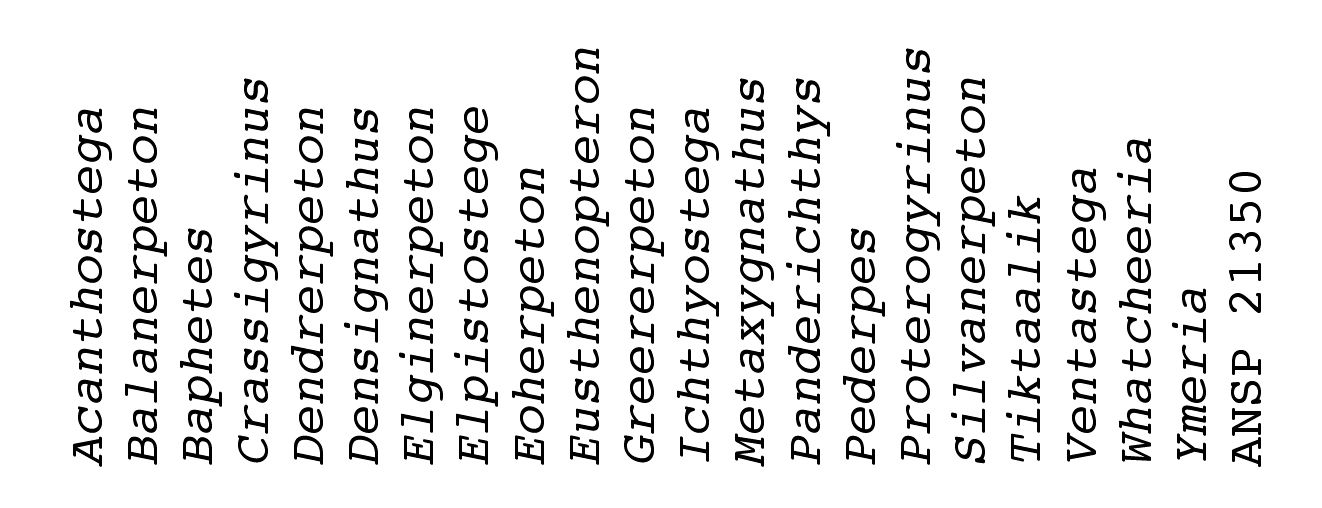 Acanthostega
Balanerpeton
Baphetes
Crassigyrinus
Dendrerpeton
Densignathus
Elginerpeton
Elpistostege
Eoherpeton
Eusthenopteron
Greererpeton
Ichthyostega
Metaxygnathus
Panderichthys
Pederpes
Proterogyrinus
Silvanerpeton
Tiktaalik
Ventastega
Whatcheeria
Ymeria
ANSP 21350